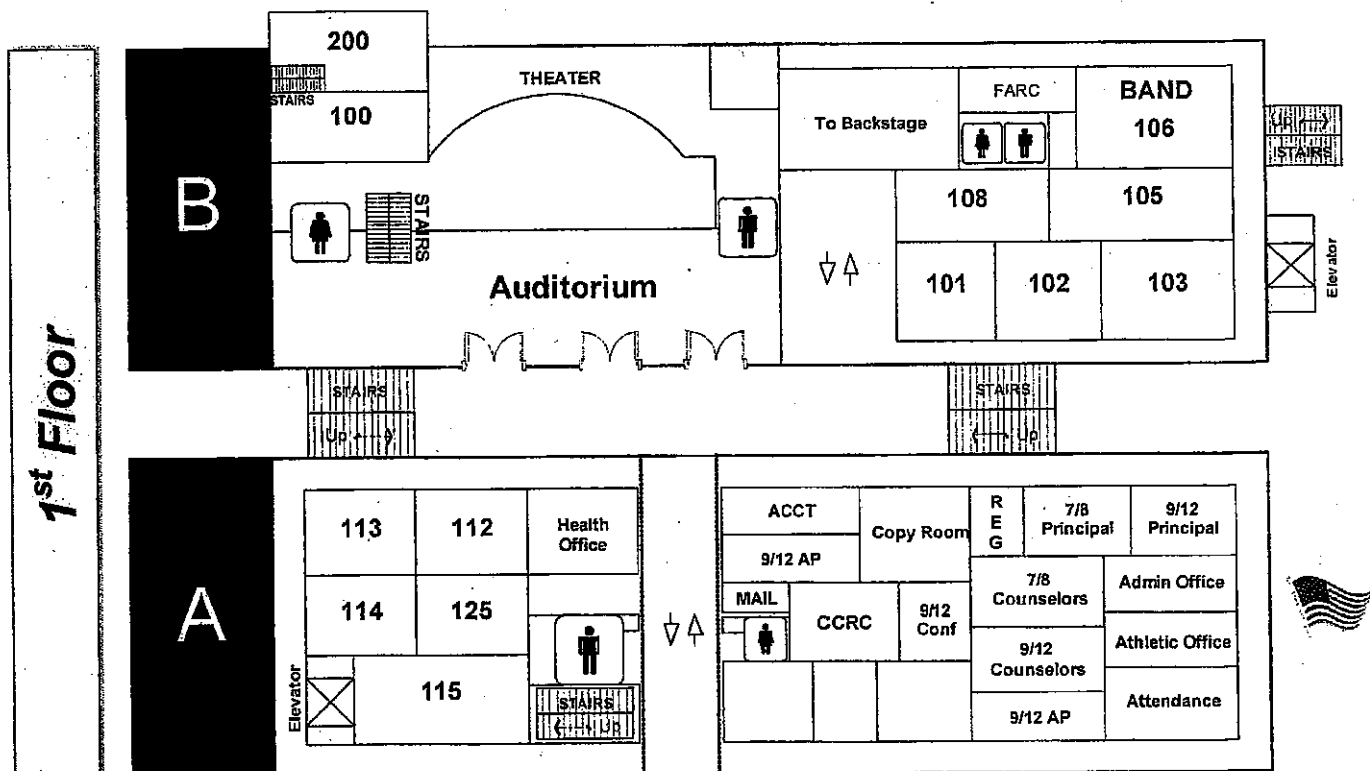 1st Floor
B
200
STAIRS
100
THEATER
STAIRS
Auditorium
To Backstage
FARC
BAND
106
108
105
101
102
103
Up
STAIRS
Elevator
STAIRS
Up
STAIRS
Up
A
113
112
Health
Office
114
125
115
Elevator
STAIRS
Up
ACCT
9/12 AP
MAIL
Copy Room
CCRC
9/12
Conf
R
E
G
7/8
Principal
9/12
Principal
7/8
Counselors
Admin Office
9/12
Counselors
Athletic Office
9/12 AP
Attendance